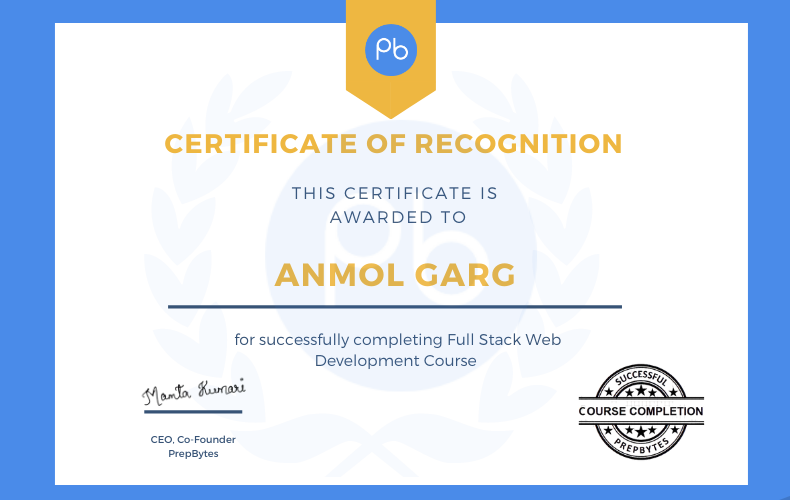 Pb
CERTIFICATE OF RECOGNITION
THIS CERTIFICATE IS
AWARDED TO
Pb
ANMOL GARG
for successfully completing Full Stack Web
Development Course
Mamta Kumari
CEO, Co-Founder
PrepBytes
SUCCESSFUL
COURSE COMPLETION
PREPBYTES